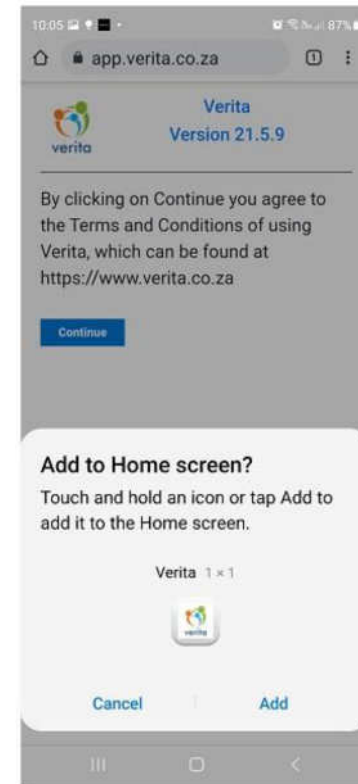 10:05
87%
app.verita.co.za
1
verita
Verita
Version 21.5.9
By clicking on Continue you agree to
the Terms and Conditions of using
Verita, which can be found at
https://www.verita.co.za
Continue
Add to Home screen?
Touch and hold an icon or tap Add to
add it to the Home screen.
Verita 1 × 1
verita
Cancel
Add